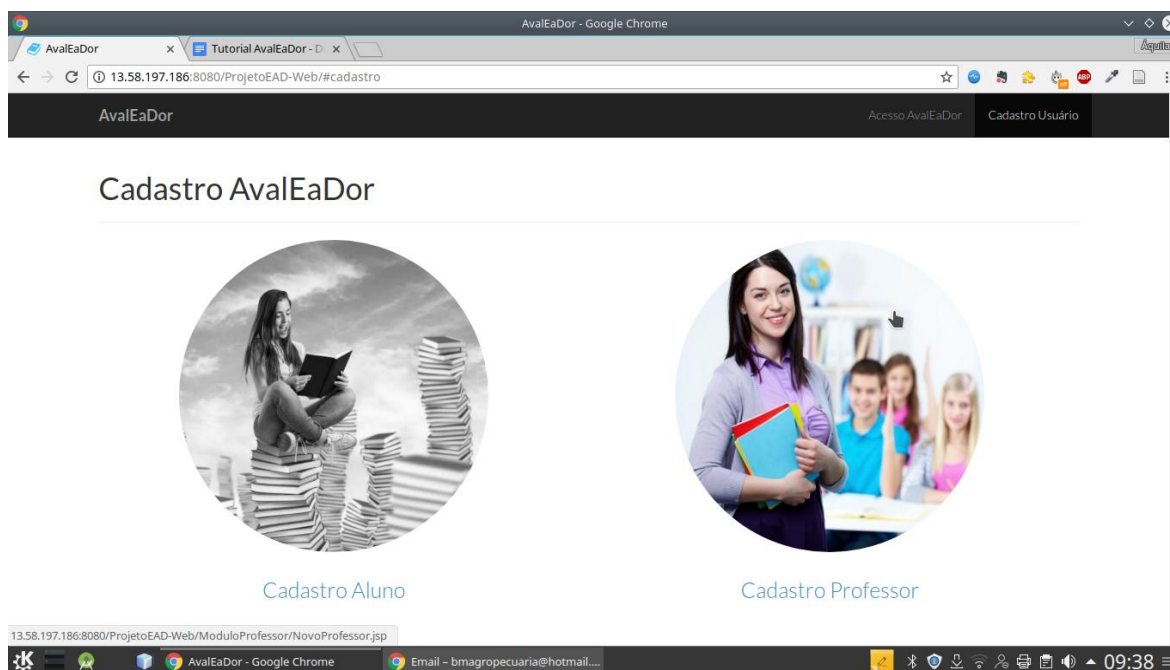 AvalEaDor - Google Chrome
AvalEaDor
Tutorial AvalEaDor - D
Áquila
13.58.197.186:8080/ProjetoEAD-Web/#cadastro
ABP
AvalEaDor
Acesso AvalEaDor
Cadastro Usuário
Cadastro AvalEaDor
Cadastro Aluno
Cadastro Professor
13.58.197.186:8080/ProjetoEAD-Web/ModuloProfessor/NovoProfessor.jsp
AvalEaDor - Google Chrome
Email – bmagropecuaria@hotmail....
09:38